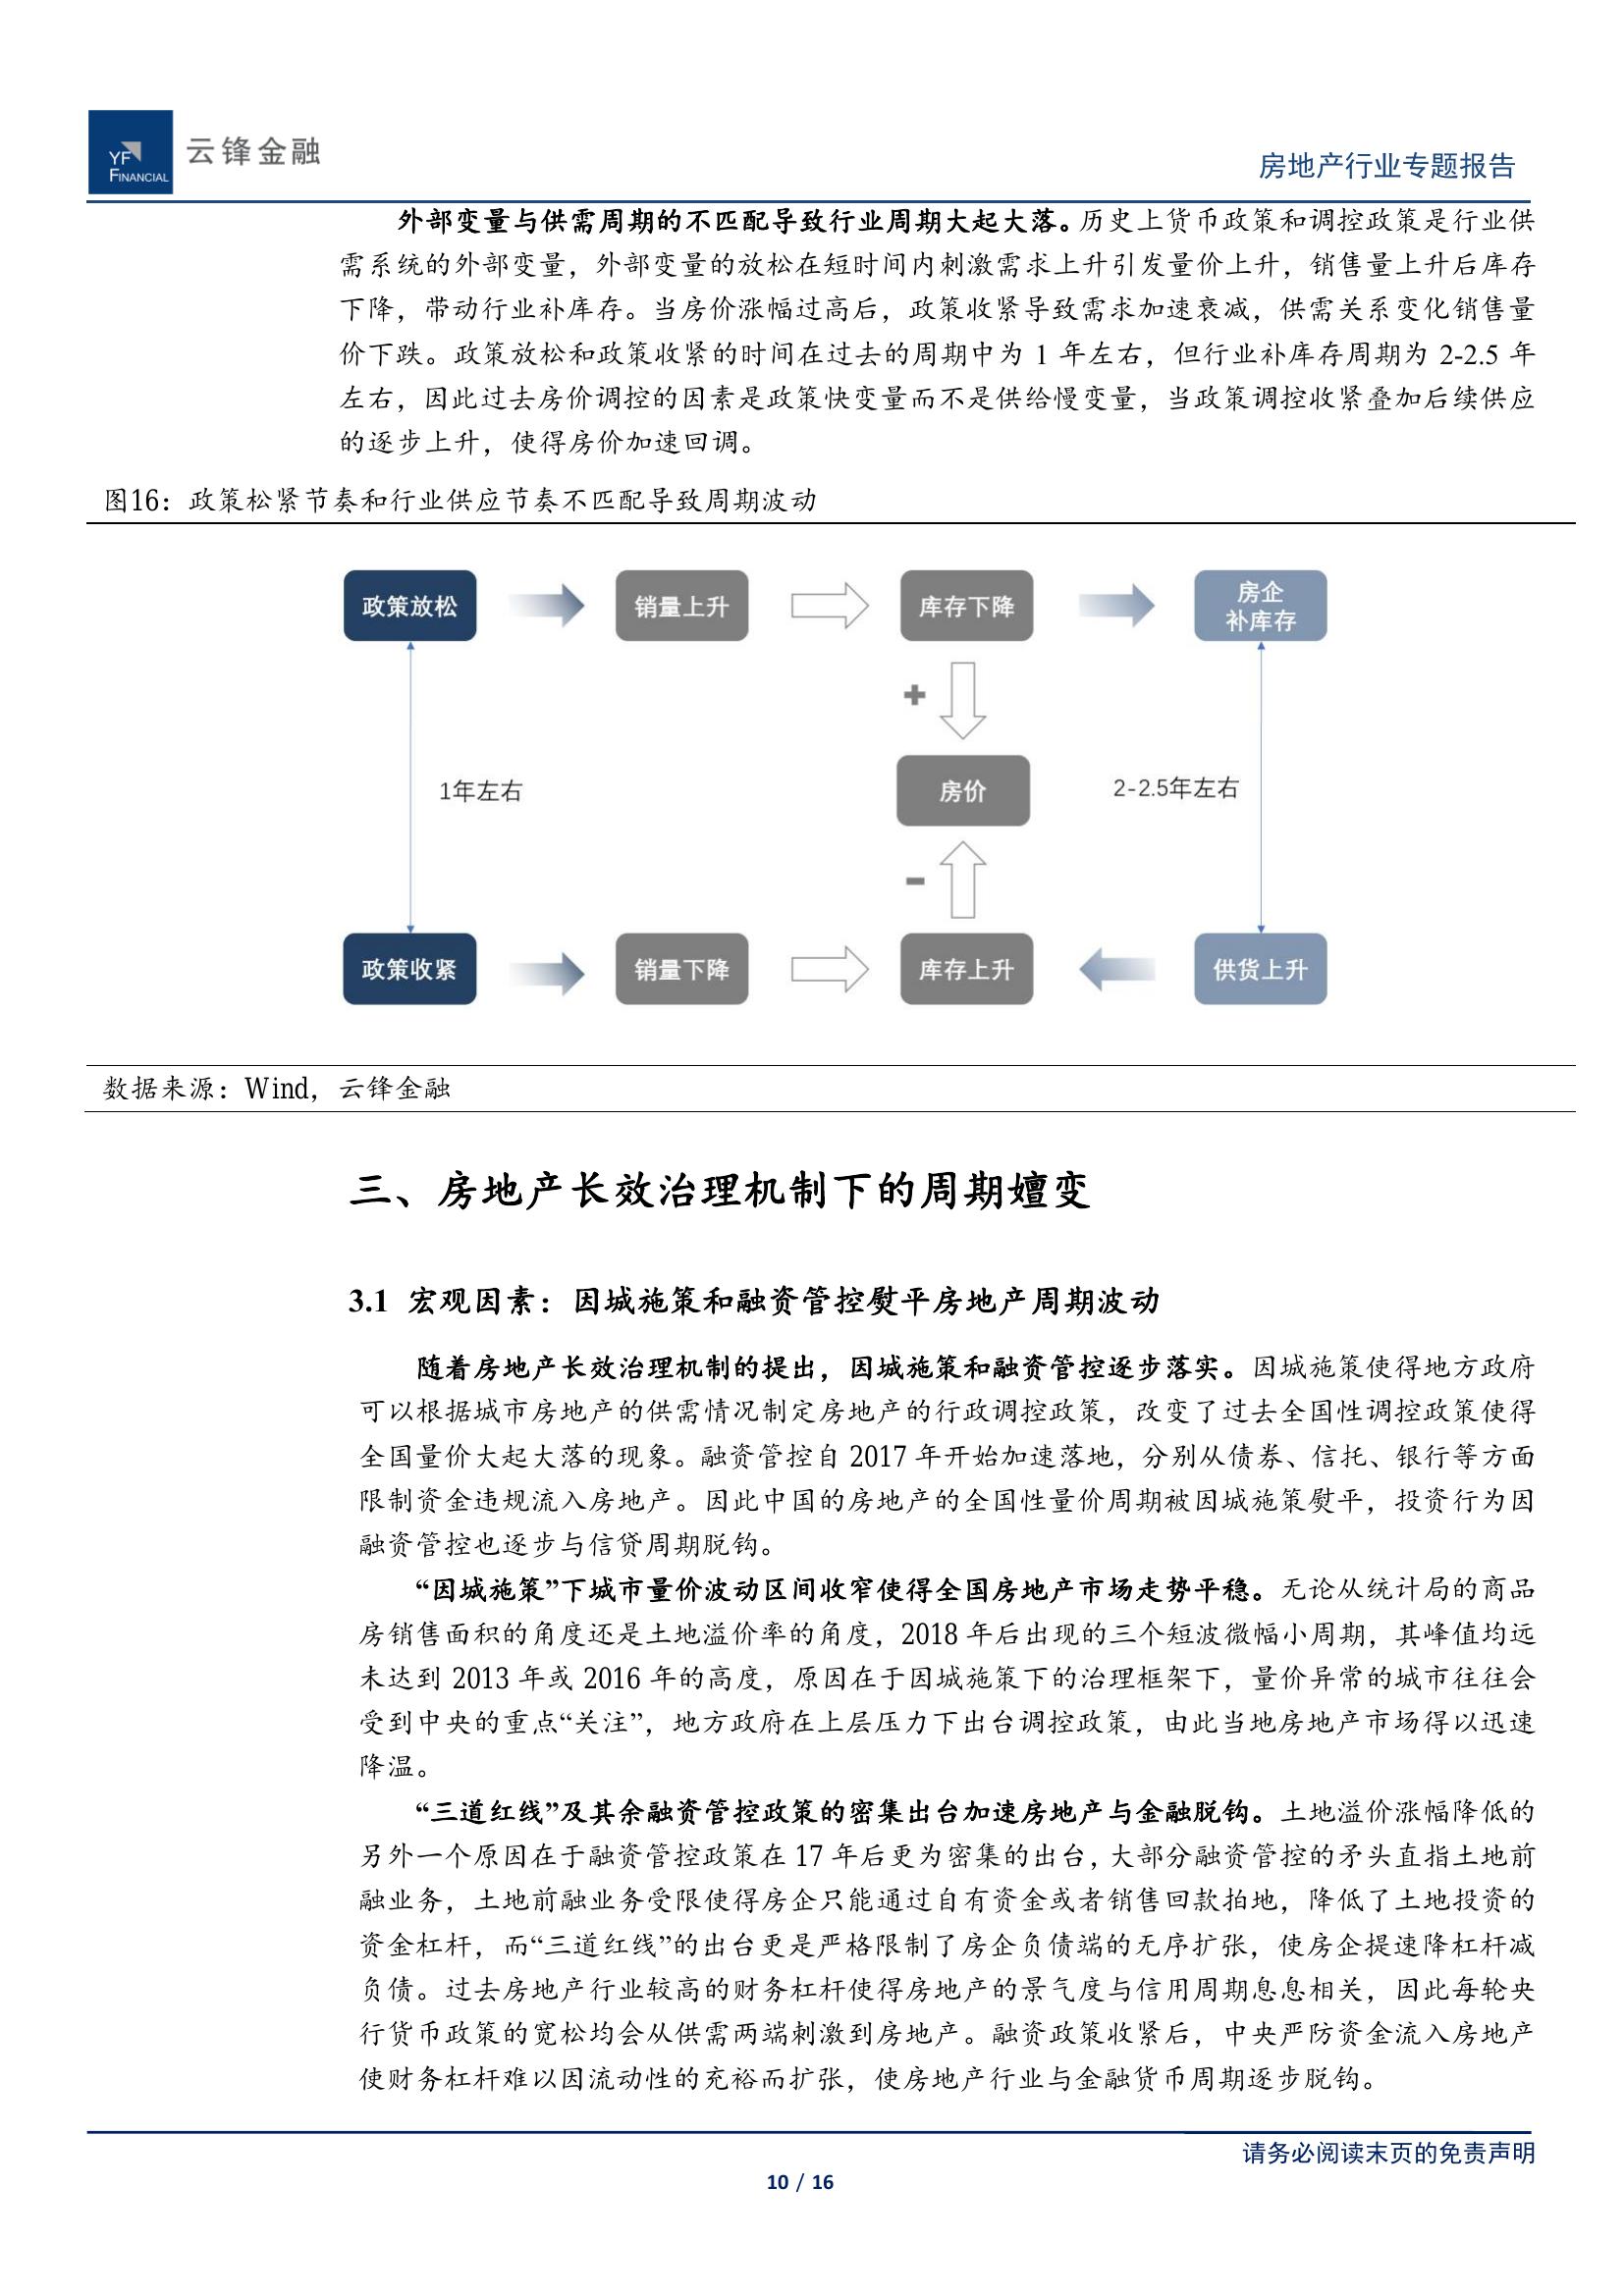 YF
FINANCIAL
云锋金融
房地产行业专题报告
外部变量与供需周期的不匹配导致行业周期大起大落。历史上货币政策和调控政策是行业供
需系统的外部变量，外部变量的放松在短时间内刺激需求上升引发量价上升，销售量上升后库存
下降，带动行业补库存。当房价涨幅过高后，政策收紧导致需求加速衰减，供需关系变化销售量
价下跌。政策放松和政策收紧的时间在过去的周期中为 1 年左右，但行业补库存周期为 2-2.5 年
左右，因此过去房价调控的因素是政策快变量而不是供给慢变量，当政策调控收紧叠加后续供应
的逐步上升，使得房价加速回调。
图16：政策松紧节奏和行业供应节奏不匹配导致周期波动
政策放松
销量上升
库存下降
房企
补库存
+
1年左右
房价
2-2.5年左右
-
政策收紧
销量下降
库存上升
供货上升
数据来源：Wind，云锋金融
三、房地产长效治理机制下的周期嬗变
3.1 宏观因素：因城施策和融资管控熨平房地产周期波动
随着房地产长效治理机制的提出，因城施策和融资管控逐步落实。因城施策使得地方政府
可以根据城市房地产的供需情况制定房地产的行政调控政策，改变了过去全国性调控政策使得
全国量价大起大落的现象。融资管控自 2017 年开始加速落地，分别从债券、信托、银行等方面
限制资金违规流入房地产。因此中国的房地产的全国性量价周期被因城施策熨平，投资行为因
融资管控也逐步与信贷周期脱钩。
“因城施策”下城市量价波动区间收窄使得全国房地产市场走势平稳。无论从统计局的商品
房销售面积的角度还是土地溢价率的角度，2018 年后出现的三个短波微幅小周期，其峰值均远
未达到 2013 年或 2016 年的高度，原因在于因城施策下的治理框架下，量价异常的城市往往会
受到中央的重点“关注”，地方政府在上层压力下出台调控政策，由此当地房地产市场得以迅速
降温。
“三道红线”及其余融资管控政策的密集出台加速房地产与金融脱钩。土地溢价涨幅降低的
另外一个原因在于融资管控政策在 17 年后更为密集的出台，大部分融资管控的矛头直指土地前
融业务，土地前融业务受限使得房企只能通过自有资金或者销售回款拍地，降低了土地投资的
资金杠杆，而“三道红线”的出台更是严格限制了房企负债端的无序扩张，使房企提速降杠杆减
负债。过去房地产行业较高的财务杠杆使得房地产的景气度与信用周期息息相关，因此每轮央
行货币政策的宽松均会从供需两端刺激到房地产。融资政策收紧后，中央严防资金流入房地产
使财务杠杆难以因流动性的充裕而扩张，使房地产行业与金融货币周期逐步脱钩。
请务必阅读末页的免责声明
10 / 16